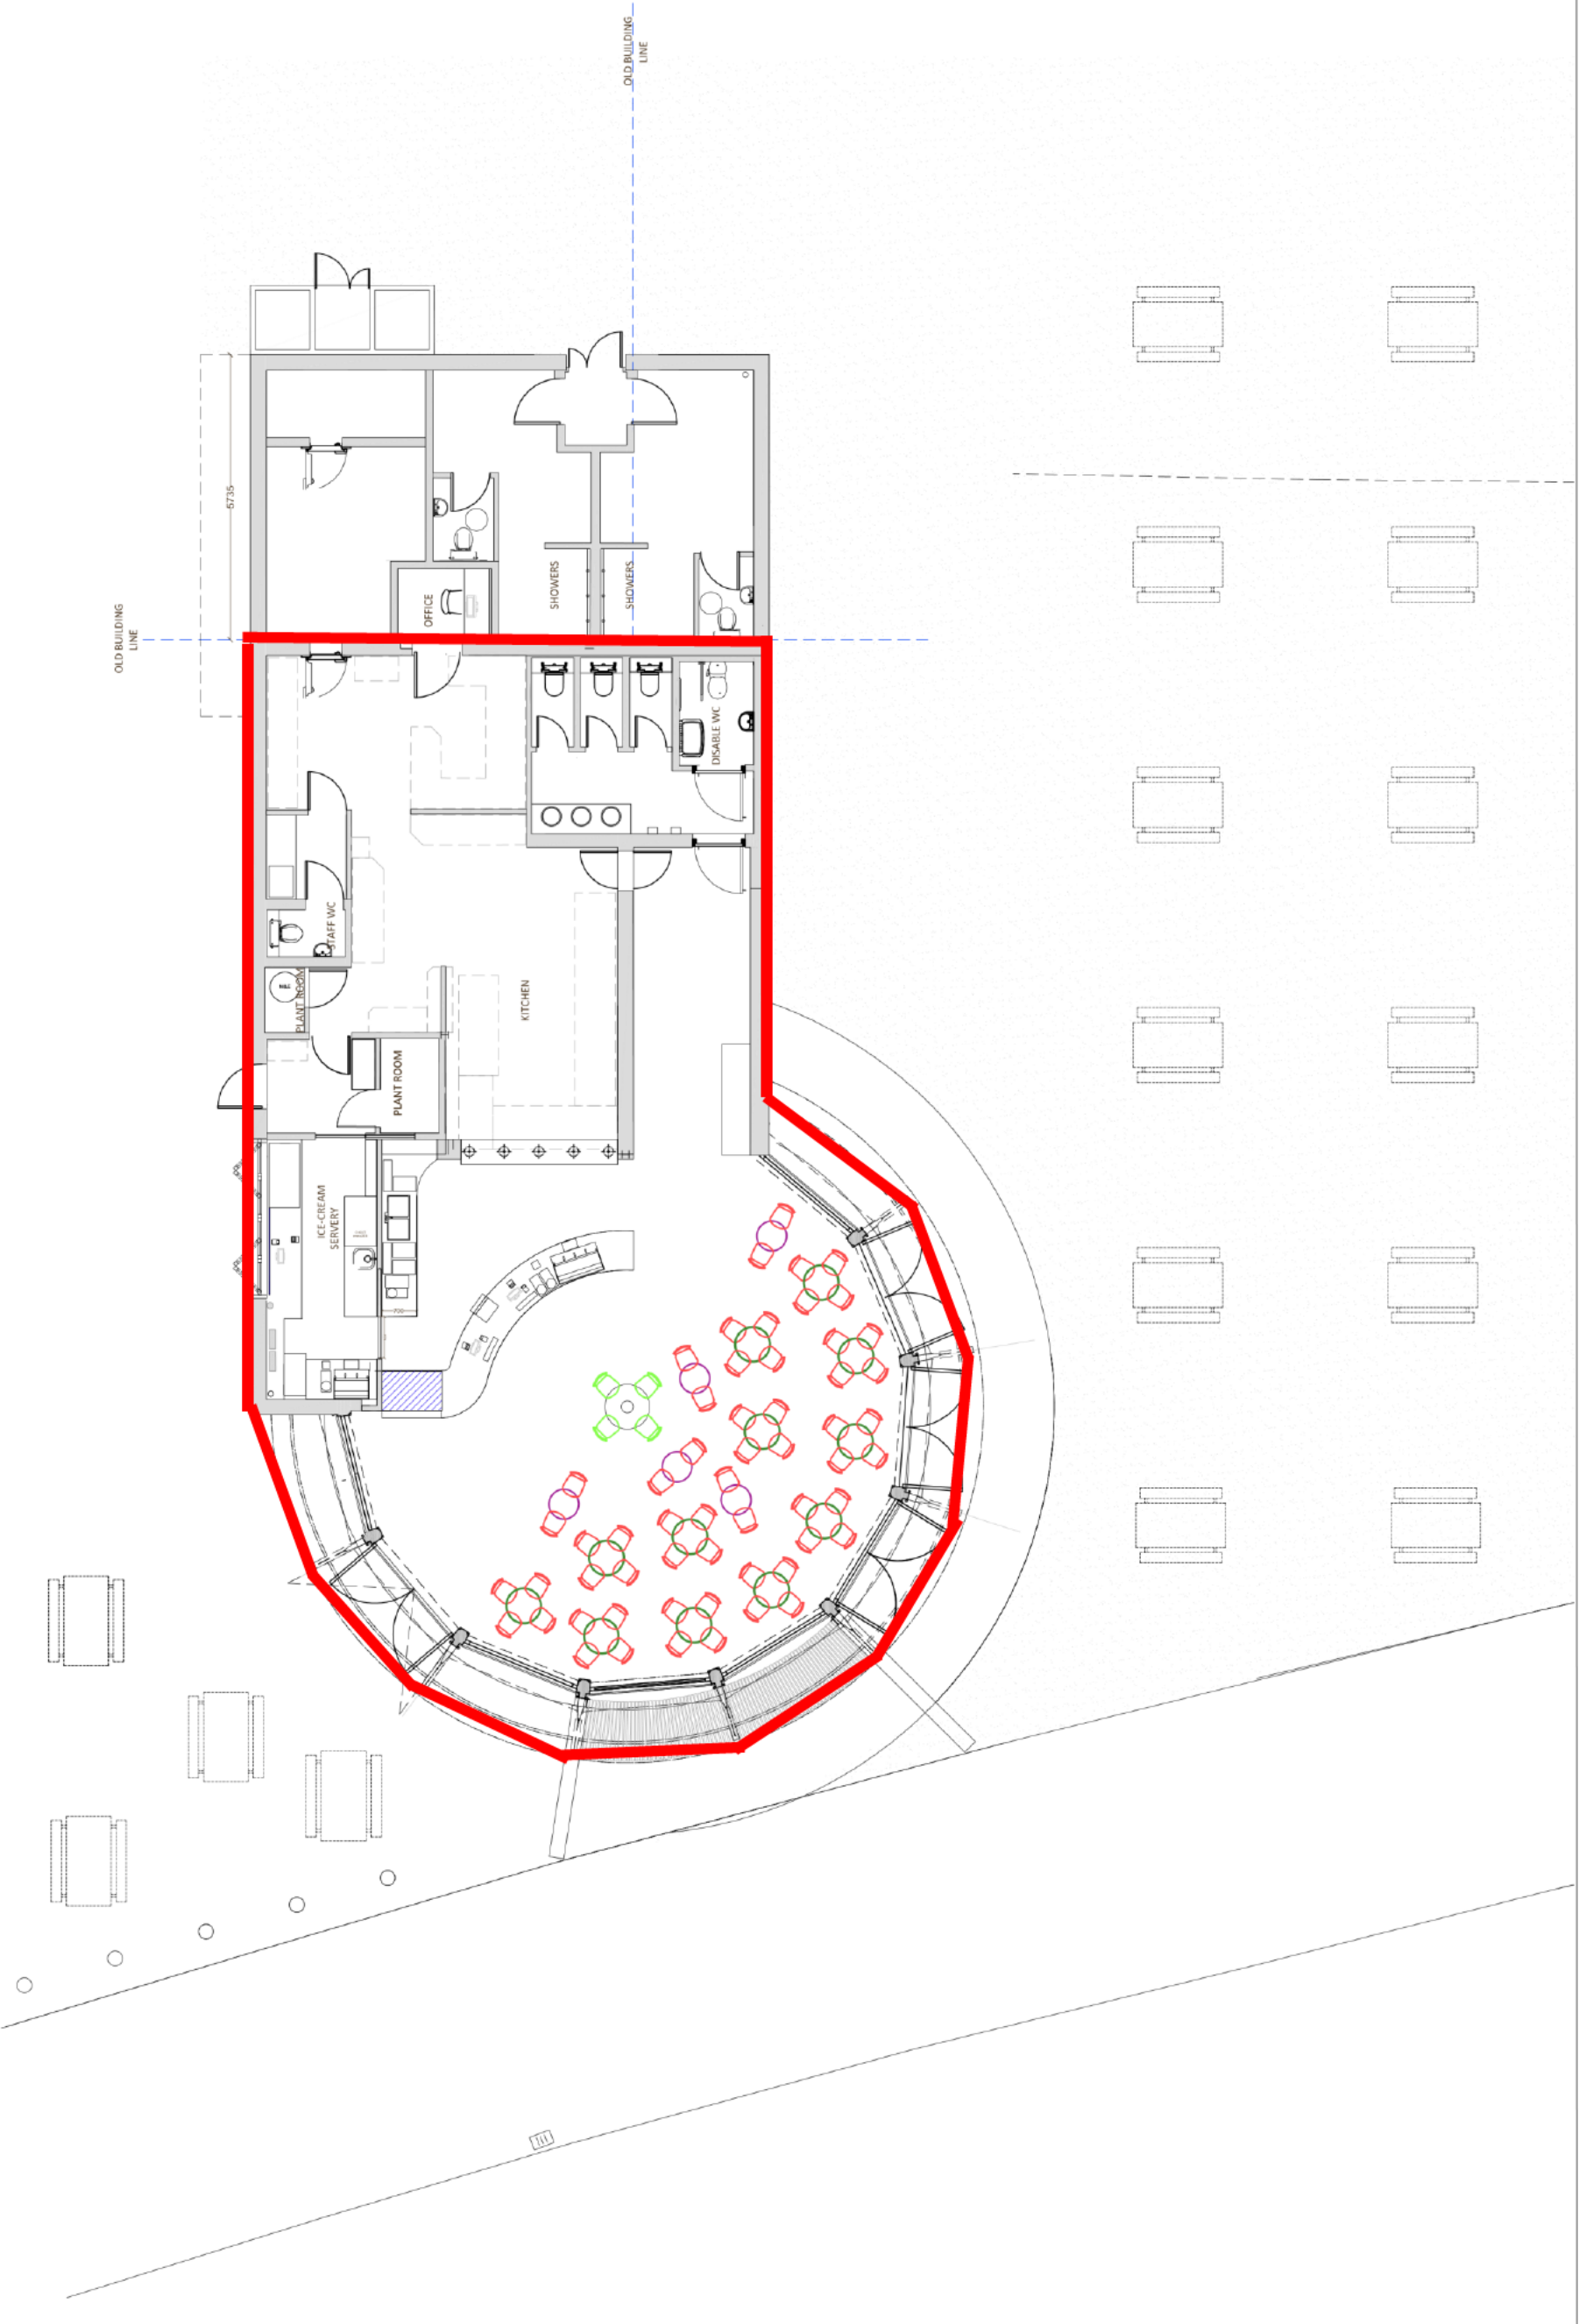 OLD BUILDING
LINE
5735
OLD BUILDING
LINE
OFFICE
SHOWERS
SHOWERS
DISABLE WC
STAFF WC
PLANT ROOM
KITCHEN
PLANT ROOM
ICE-CREAM
SERVERY